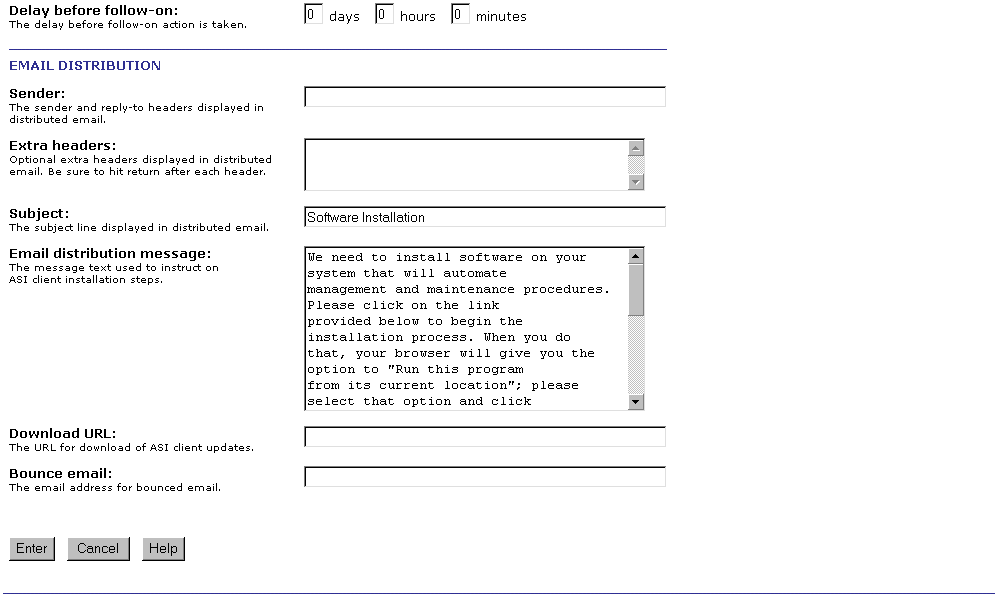 Delay before follow-on:
The delay before follow-on action is taken.
0 days 0 hours 0 minutes
EMAIL DISTRIBUTION
Sender:
The sender and reply-to headers displayed in
distributed email.
Extra headers:
Optional extra headers displayed in distributed
email. Be sure to hit return after each header.
Subject:
The subject line displayed in distributed email.
Software Installation
Email distribution message:
The message text used to instruct on
ASI client installation steps.
We need to install software on your
system that will automate
management and maintenance procedures.
Please click on the link
provided below to begin the
installation process. When you do
that, your browser will give you the
option to "Run this program
from its current location"; please
select that option and click
Download URL:
The URL for download of ASI client updates.
Bounce email:
The email address for bounced email.
Enter Cancel Help